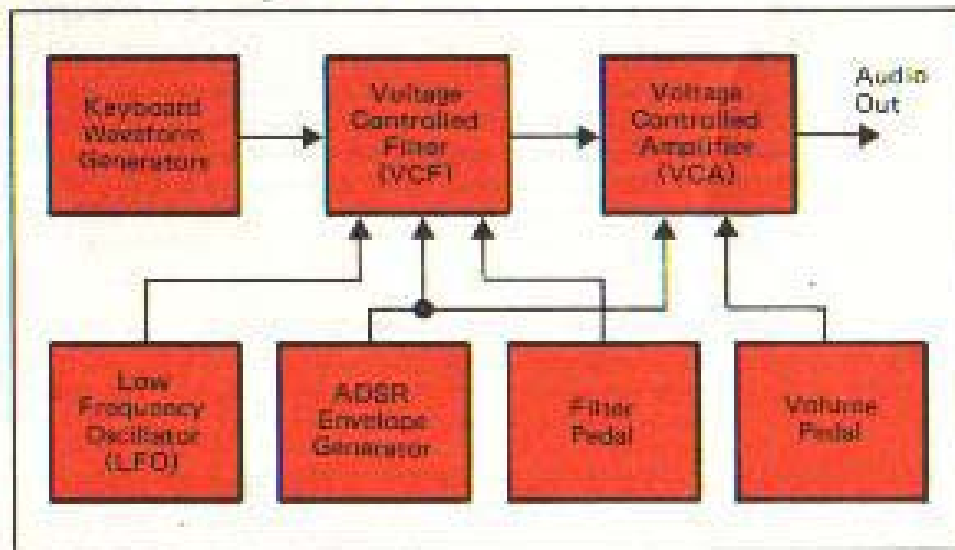 Keyboard
Waveform
Generators
Voltage
Controlled
Filter
(VCF)
Voltage
Controlled
Amplifier
(VCA)
Audio
Out
Low
Frequency
Oscillator
(LFO)
ADSR
Envelope
Generator
Filter
Pedal
Volume
Pedal